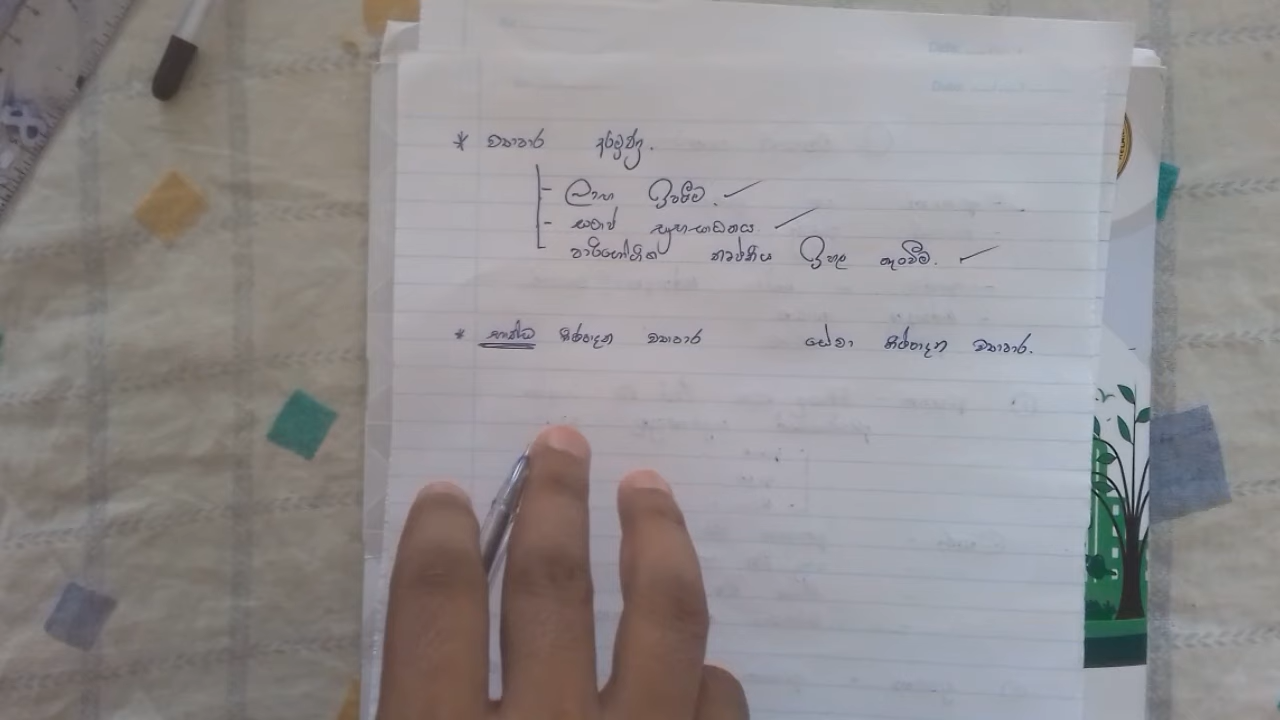 * ව්‍යාපාර අරමුණු.
- ලාභ ඉපයීම.
- සමාජ සුභසාධනය.
පාරිභෝගික තෘප්තිය ඉහළ නැංවීම.
* භාණ්ඩ නිෂ්පාදන ව්‍යාපාර සේවා නිෂ්පාදන ව්‍යාපාර.